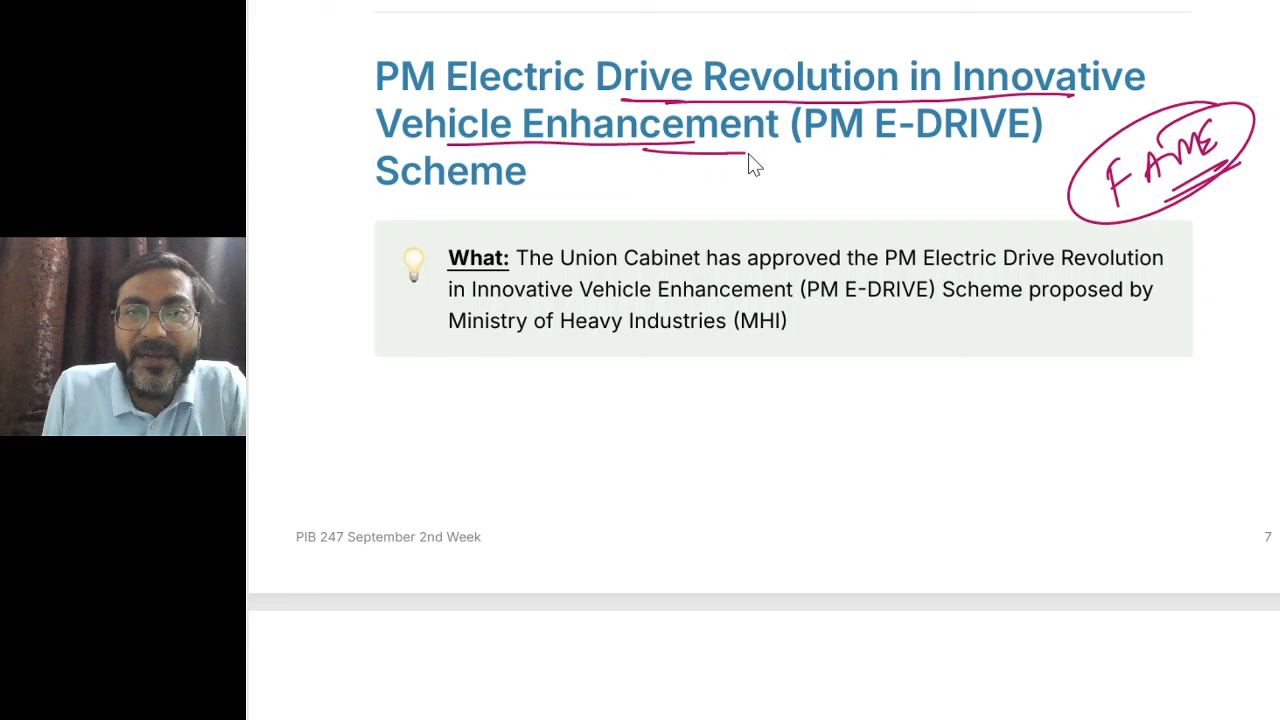 PM Electric Drive Revolution in Innovative
Vehicle Enhancement (PM E-DRIVE)
Scheme
FAME
What: The Union Cabinet has approved the PM Electric Drive Revolution
in Innovative Vehicle Enhancement (PM E-DRIVE) Scheme proposed by
Ministry of Heavy Industries (MHI)
PIB 247 September 2nd Week
7